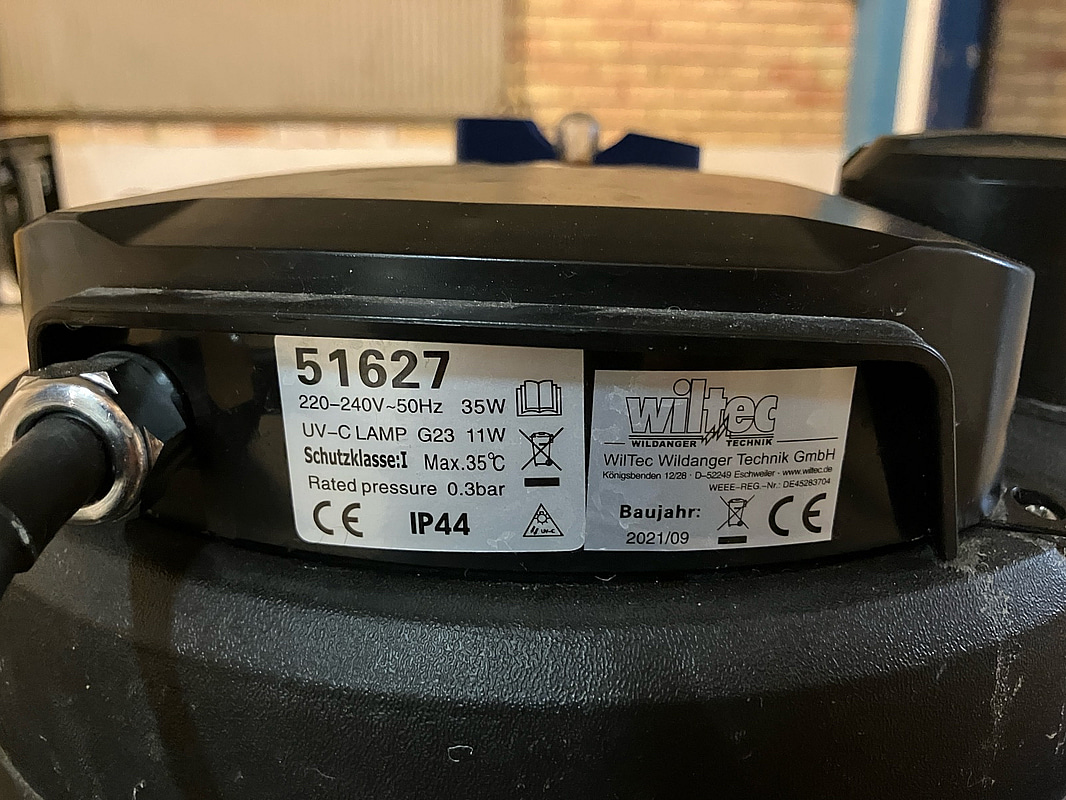 51627
220-240V~50Hz 35W
UV-C LAMP G23 11W
Schutzklasse:I Max.35℃
Rated pressure 0.3bar
CE IP44 UV-C
wiltec
WILDANGER TECHNIK
WilTec Wildanger Technik GmbH
Königsbenden 12/28 · D-52249 Eschweiler - www.wiltec.de
WEEE-REG.-Nr.: DE45283704
Baujahr: CE
2021/09